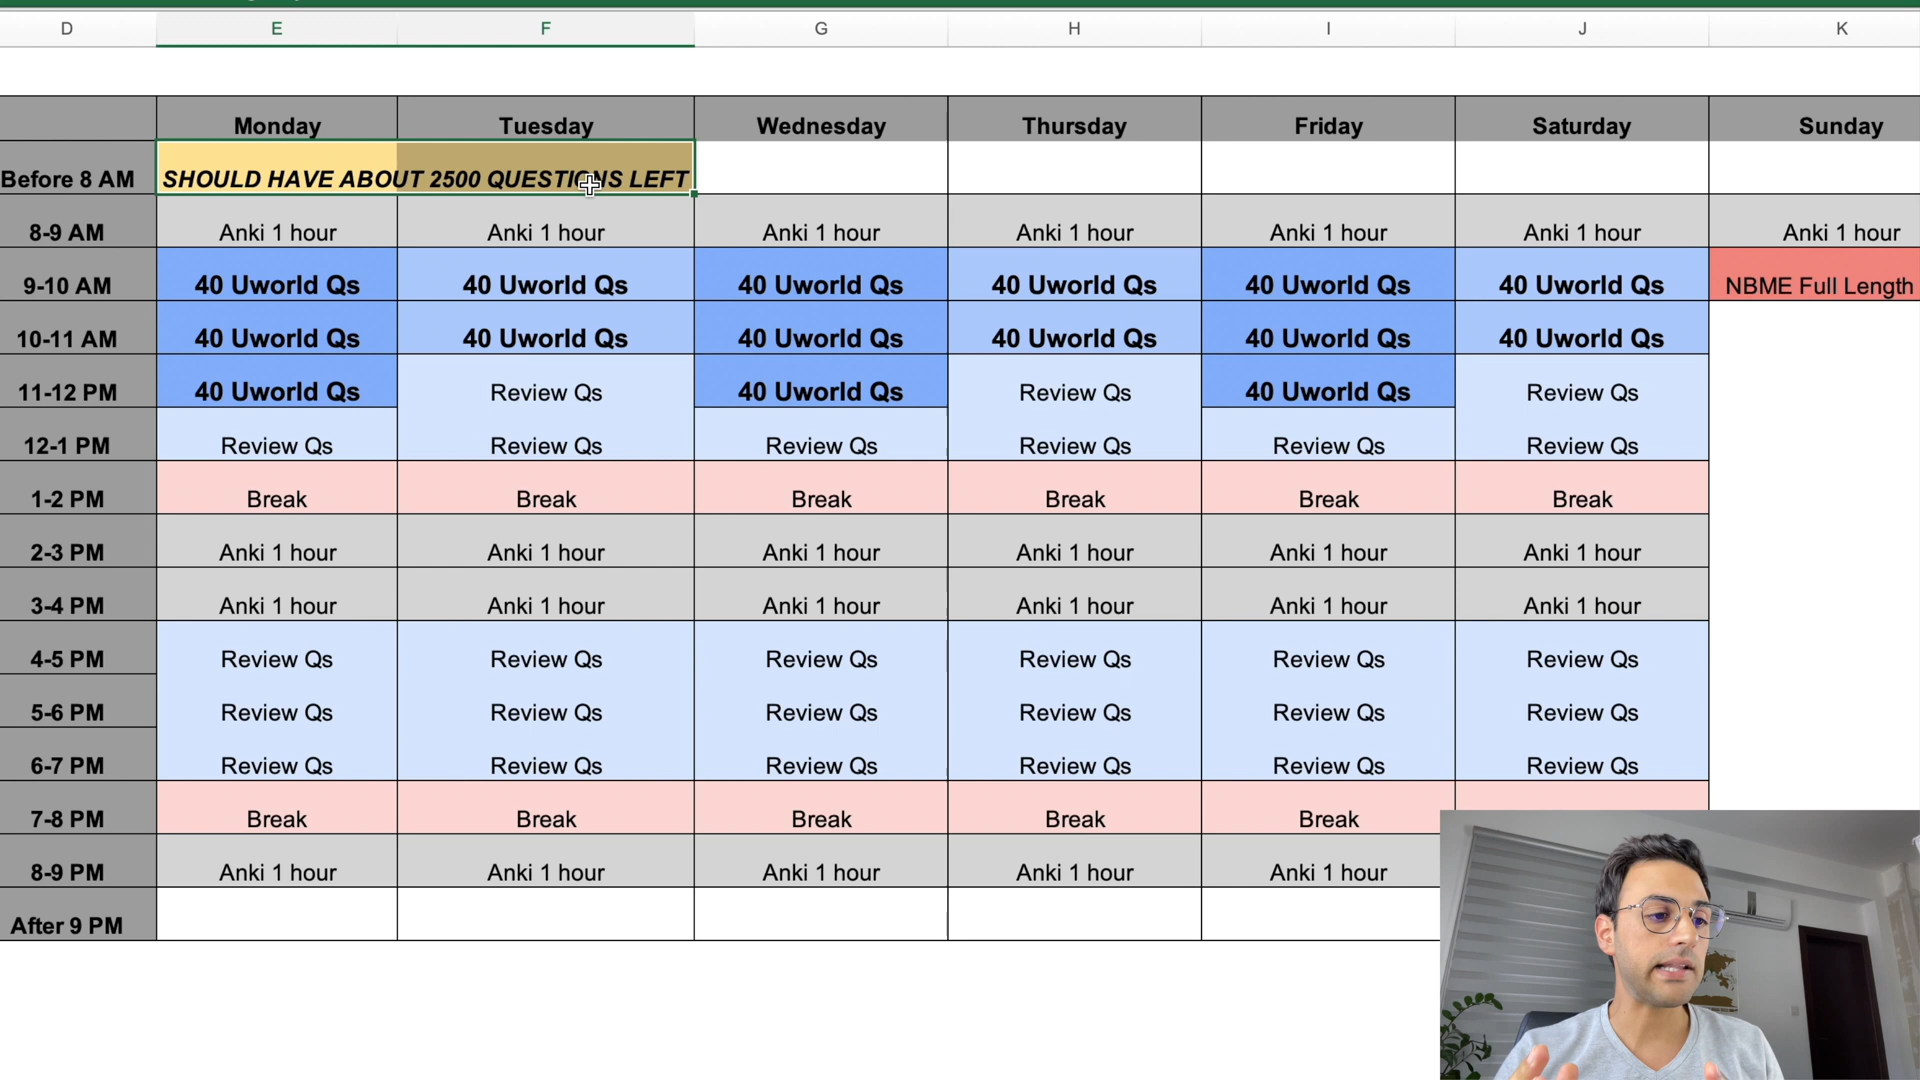 D E F G H I J K
Monday Tuesday Wednesday Thursday Friday Saturday Sunday
Before 8 AM SHOULD HAVE ABOUT 2500 QUESTIONS LEFT
8-9 AM Anki 1 hour Anki 1 hour Anki 1 hour Anki 1 hour Anki 1 hour Anki 1 hour Anki 1 hour
9-10 AM 40 Uworld Qs 40 Uworld Qs 40 Uworld Qs 40 Uworld Qs 40 Uworld Qs 40 Uworld Qs NBME Full Length
10-11 AM 40 Uworld Qs 40 Uworld Qs 40 Uworld Qs 40 Uworld Qs 40 Uworld Qs 40 Uworld Qs
11-12 PM 40 Uworld Qs Review Qs 40 Uworld Qs Review Qs 40 Uworld Qs Review Qs
12-1 PM Review Qs Review Qs Review Qs Review Qs Review Qs Review Qs
1-2 PM Break Break Break Break Break Break
2-3 PM Anki 1 hour Anki 1 hour Anki 1 hour Anki 1 hour Anki 1 hour Anki 1 hour
3-4 PM Anki 1 hour Anki 1 hour Anki 1 hour Anki 1 hour Anki 1 hour Anki 1 hour
4-5 PM Review Qs Review Qs Review Qs Review Qs Review Qs Review Qs
5-6 PM Review Qs Review Qs Review Qs Review Qs Review Qs Review Qs
6-7 PM Review Qs Review Qs Review Qs Review Qs Review Qs Review Qs
7-8 PM Break Break Break Break Break
8-9 PM Anki 1 hour Anki 1 hour Anki 1 hour Anki 1 hour Anki 1 hour
After 9 PM